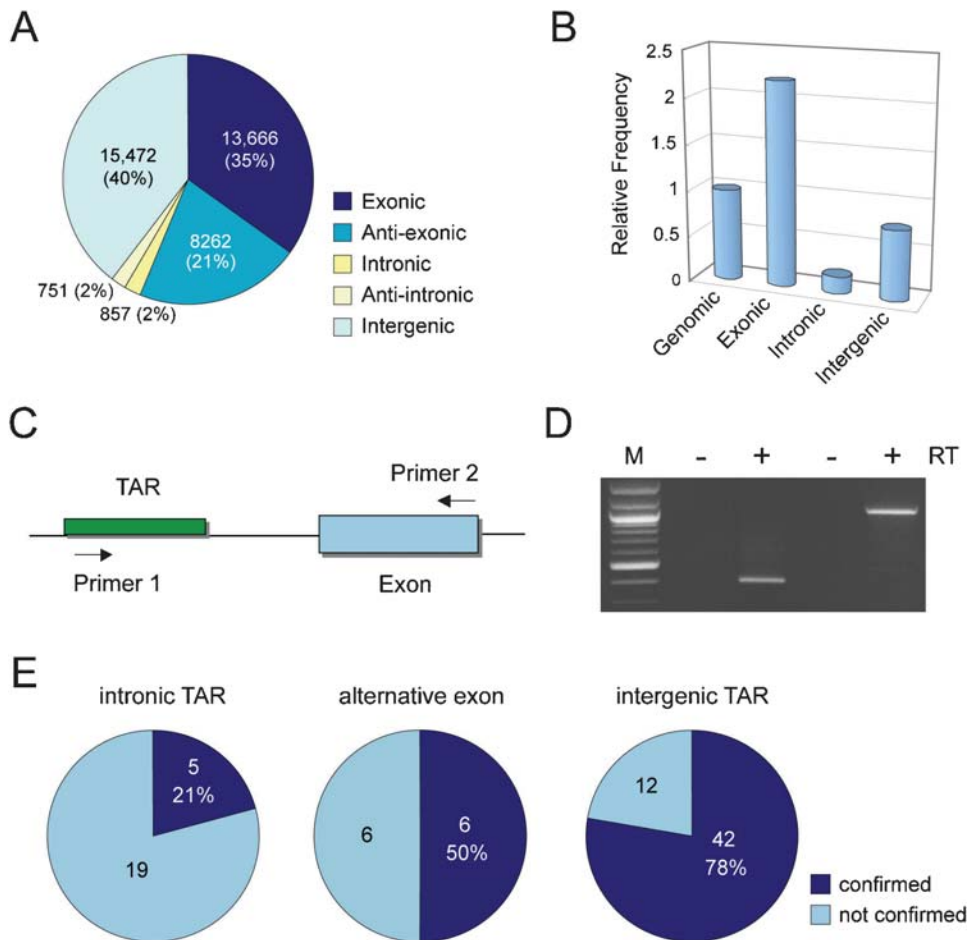 A
13,666
(35%)
15,472
(40%)
8262
(21%)
751 (2%)
857 (2%)
Exonic
Anti-exonic
Intronic
Anti-intronic
Intergenic
B
Relative Frequency
2.5
2
1.5
1
0.5
0
Genomic
Exonic
Intronic
Intergenic
C
TAR
Primer 2
Primer 1
Exon
D
M - + - + RT
E
intronic TAR
5
21%
19
alternative exon
6
6
50%
intergenic TAR
12
42
78%
confirmed
not confirmed